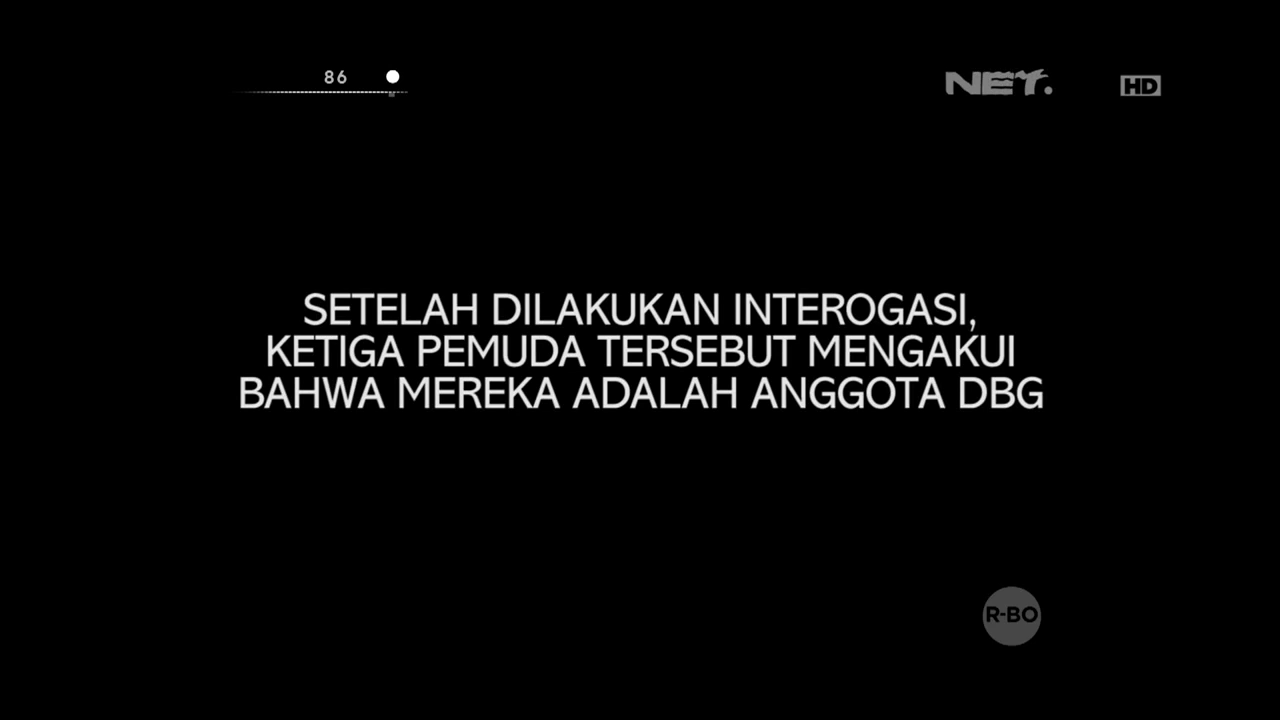 86
NET.
HD
SETELAH DILAKUKAN INTEROGASI,
KETIGA PEMUDA TERSEBUT MENGAKUI
BAHWA MEREKA ADALAH ANGGOTA DBG
R-BO